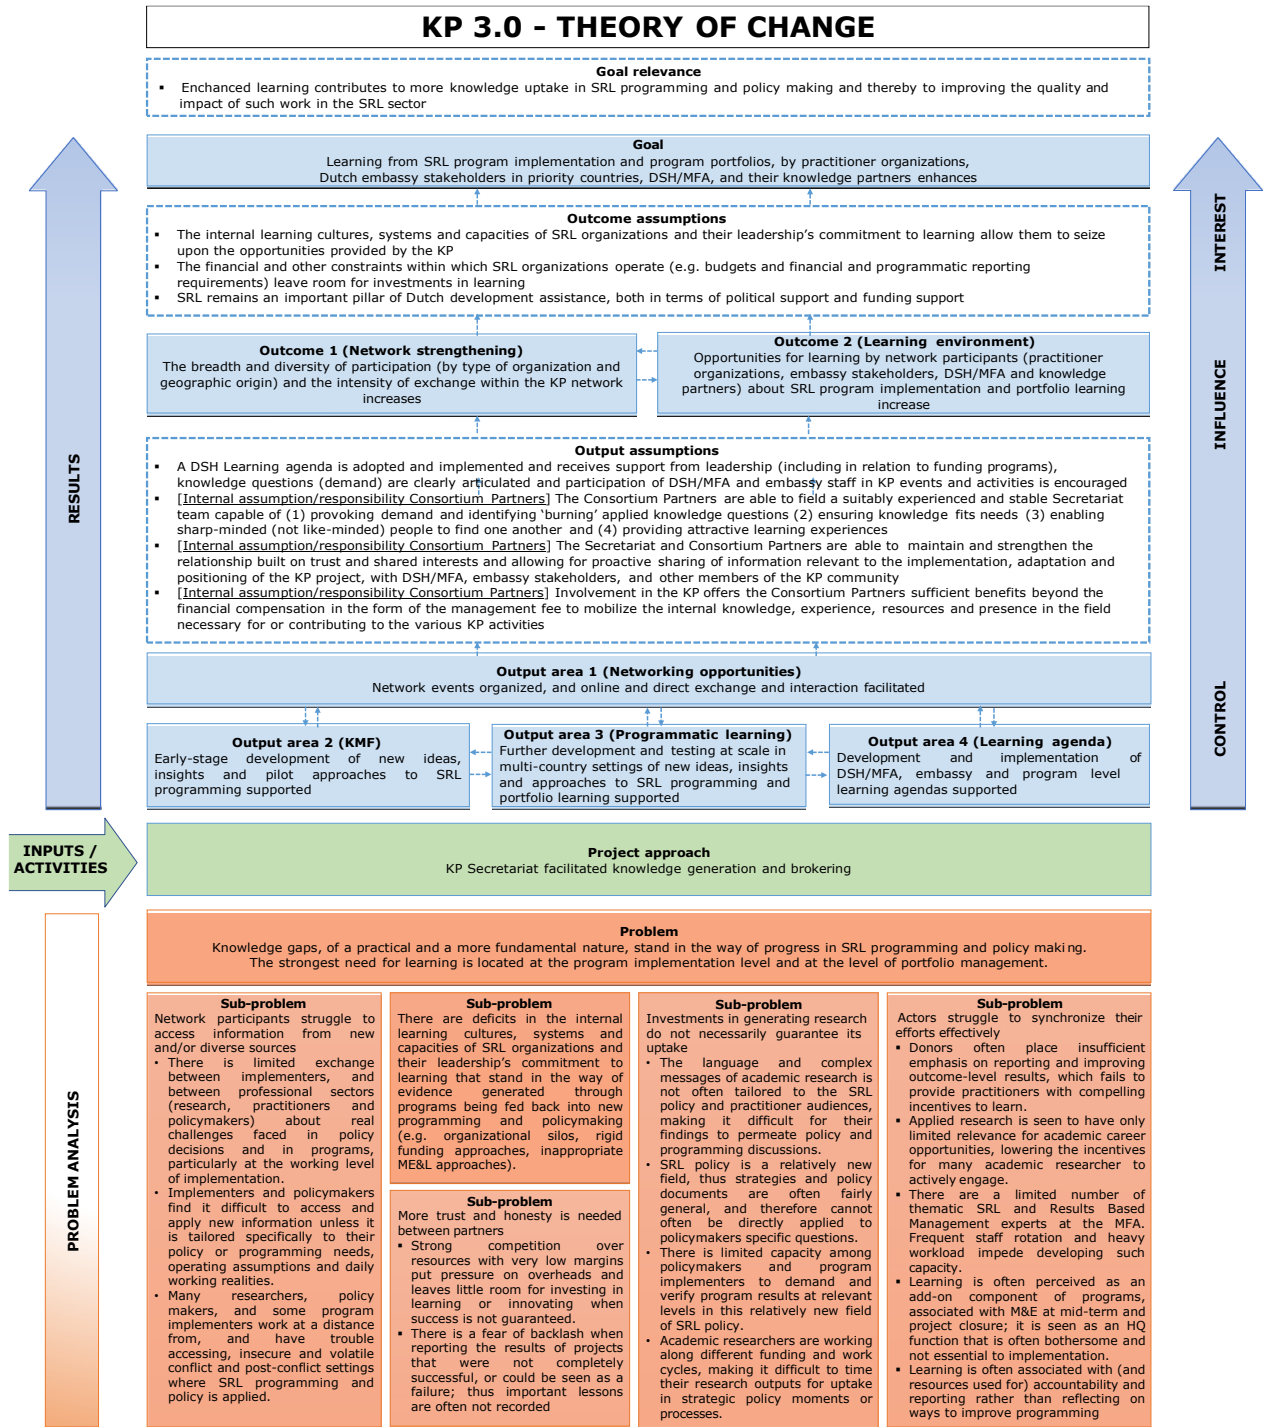 KP 3.0 - THEORY OF CHANGE
Goal relevance
▪ Enchanced learning contributes to more knowledge uptake in SRL programming and policy making and thereby to improving the quality and
impact of such work in the SRL sector
Goal
Learning from SRL program implementation and program portfolios, by practitioner organizations,
Dutch embassy stakeholders in priority countries, DSH/MFA, and their knowledge partners enhances
Outcome assumptions
▪ The internal learning cultures, systems and capacities of SRL organizations and their leadership's commitment to learning allow them to seize
upon the opportunities provided by the KP
▪ The financial and other constraints within which SRL organizations operate (e.g. budgets and financial and programmatic reporting
requirements) leave room for investments in learning
▪ SRL remains an important pillar of Dutch development assistance, both in terms of political support and funding support
Outcome 1 (Network strengthening)
The breadth and diversity of participation (by type of organization and
geographic origin) and the intensity of exchange within the KP network
increases
Outcome 2 (Learning environment)
Opportunities for learning by network participants (practitioner
organizations, embassy stakeholders, DSH/MFA and knowledge
partners) about SRL program implementation and portfolio learning
increase
Output assumptions
▪ A DSH Learning agenda is adopted and implemented and receives support from leadership (including in relation to funding programs),
knowledge questions (demand) are clearly articulated and participation of DSH/MFA and embassy staff in KP events and activities is encouraged
▪ [Internal assumption/responsibility Consortium Partners] The Consortium Partners are able to field a suitably experienced and stable Secretariat
team capable of (1) provoking demand and identifying 'burning' applied knowledge questions (2) ensuring knowledge fits needs (3) enabling
sharp-minded (not like-minded) people to find one another and (4) providing attractive learning experiences
▪ [Internal assumption/responsibility Consortium Partners] The Secretariat and Consortium Partners are able to maintain and strengthen the
relationship built on trust and shared interests and allowing for proactive sharing of information relevant to the implementation, adaptation and
positioning of the KP project, with DSH/MFA, embassy stakeholders, and other members of the KP community
▪ [Internal assumption/responsibility Consortium Partners] Involvement in the KP offers the Consortium Partners sufficient benefits beyond the
financial compensation in the form of the management fee to mobilize the internal knowledge, experience, resources and presence in the field
necessary for or contributing to the various KP activities
Output area 1 (Networking opportunities)
Network events organized, and online and direct exchange and interaction facilitated
Output area 2 (KMF)
Early-stage development of new ideas,
insights and pilot approaches to SRL
programming supported
Output area 3 (Programmatic learning)
Further development and testing at scale in
multi-country settings of new ideas, insights
and approaches to SRL programming and
portfolio learning supported
Output area 4 (Learning agenda)
Development and implementation of
DSH/MFA, embassy and program level
learning agendas supported
RESULTS
INTEREST
INFLUENCE
CONTROL
INPUTS /
ACTIVITIES
Project approach
KP Secretariat facilitated knowledge generation and brokering
PROBLEM ANALYSIS
Problem
Knowledge gaps, of a practical and a more fundamental nature, stand in the way of progress in SRL programming and policy making.
The strongest need for learning is located at the program implementation level and at the level of portfolio management.
Sub-problem
Network participants struggle to
access information from new
and/or diverse sources
• There is limited exchange
between implementers, and
between professional sectors
(research, practitioners and
policymakers) about real
challenges faced in policy
decisions and in programs,
particularly at the working level
of implementation.
• Implementers and policymakers
find it difficult to access and
apply new information unless it
is tailored specifically to their
policy or programming needs,
operating assumptions and daily
working realities.
• Many researchers, policy
makers, and some program
implementers work at a distance
from, and have trouble
accessing, insecure and volatile
conflict and post-conflict settings
where SRL programming and
policy is applied.
Sub-problem
There are deficits in the internal
learning cultures, systems and
capacities of SRL organizations and
their leadership's commitment to
learning that stand in the way of
evidence generated through
programs being fed back into new
programming and policymaking
(e.g. organizational silos, rigid
funding approaches, inappropriate
ME&L approaches).
Sub-problem
More trust and honesty is needed
between partners
▪ Strong competition over
resources with very low margins
put pressure on overheads and
leaves little room for investing in
learning or innovating when
success is not guaranteed.
▪ There is a fear of backlash when
reporting the results of projects
that were not completely
successful, or could be seen as a
failure; thus important lessons
are often not recorded
Sub-problem
Investments in generating research
do not necessarily guarantee its
uptake
• The language and complex
messages of academic research is
not often tailored to the SRL
policy and practitioner audiences,
making it difficult for their
findings to permeate policy and
programming discussions.
• SRL policy is a relatively new
field, thus strategies and policy
documents are often fairly
general, and therefore cannot
often be directly applied to
policymakers specific questions.
• There is limited capacity among
policymakers and program
implementers to demand and
verify program results at relevant
levels in this relatively new field
of SRL policy.
• Academic researchers are working
along different funding and work
cycles, making it difficult to time
their research outputs for uptake
in strategic policy moments or
processes.
Sub-problem
Actors struggle to synchronize their
efforts effectively
▪ Donors often place insufficient
emphasis on reporting and improving
outcome-level results, which fails to
provide practitioners with compelling
incentives to learn.
▪ Applied research is seen to have only
limited relevance for academic career
opportunities, lowering the incentives
for many academic researcher to
actively engage.
▪ There are a limited number of
thematic SRL and Results Based
Management experts at the MFA.
Frequent staff rotation and heavy
workload impede developing such
capacity.
▪ Learning is often perceived as an
add-on component of programs,
associated with M&E at mid-term and
project closure; it is seen as an HQ
function that is often bothersome and
not essential to implementation.
▪ Learning is often associated with (and
resources used for) accountability and
reporting rather than reflecting on
ways to improve programming